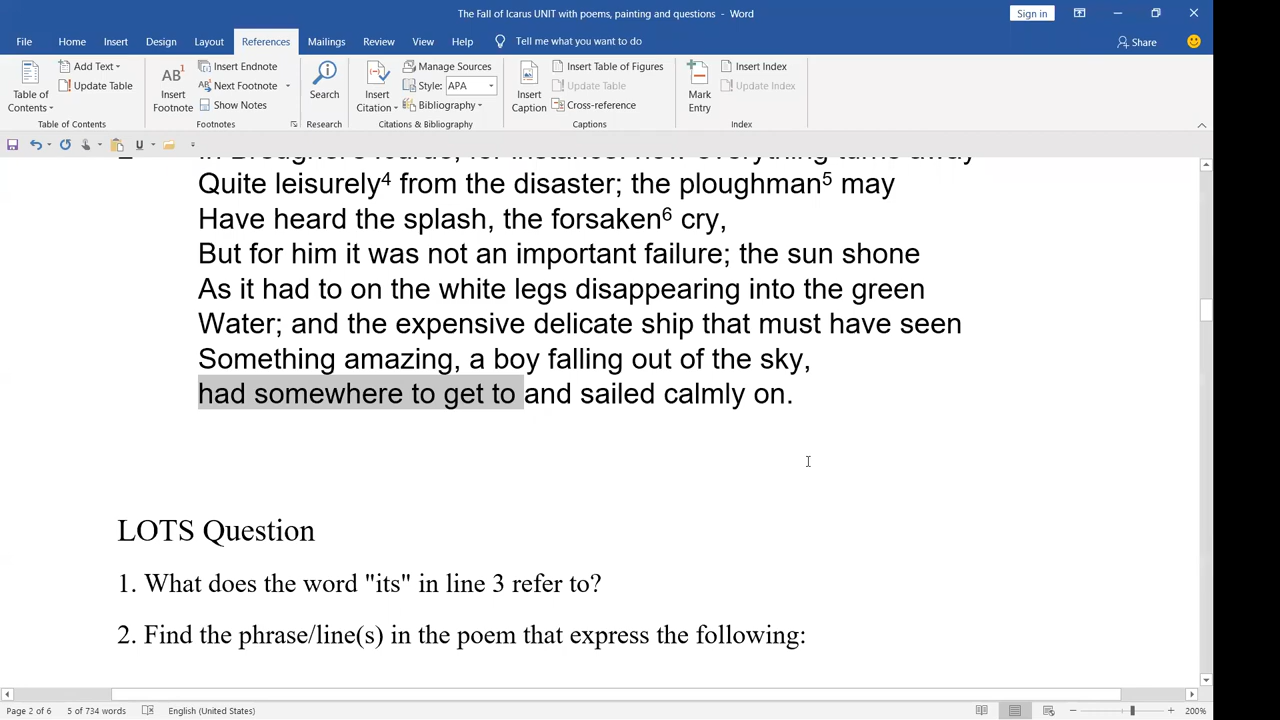 The Fall of Icarus UNIT with poems, painting and questions - Word
Sign in
File Home Insert Design Layout References Mailings Review View Help Tell me what you want to do Share
Table of Contents
Add Text
Update Table
Table of Contents
AB1
Insert Footnote
Insert Endnote
Next Footnote
Show Notes
Footnotes
Search
Research
Insert Citation
Manage Sources
Style: APA
Bibliography
Citations & Bibliography
Insert Caption
Insert Table of Figures
Update Table
Cross-reference
Captions
Mark Entry
Insert Index
Update Index
Index
Quite leisurely4 from the disaster; the ploughman5 may
Have heard the splash, the forsaken6 cry,
But for him it was not an important failure; the sun shone
As it had to on the white legs disappearing into the green
Water; and the expensive delicate ship that must have seen
Something amazing, a boy falling out of the sky,
had somewhere to get to and sailed calmly on.
LOTS Question
1. What does the word "its" in line 3 refer to?
2. Find the phrase/line(s) in the poem that express the following:
Page 2 of 6 5 of 734 words English (United States) 200%